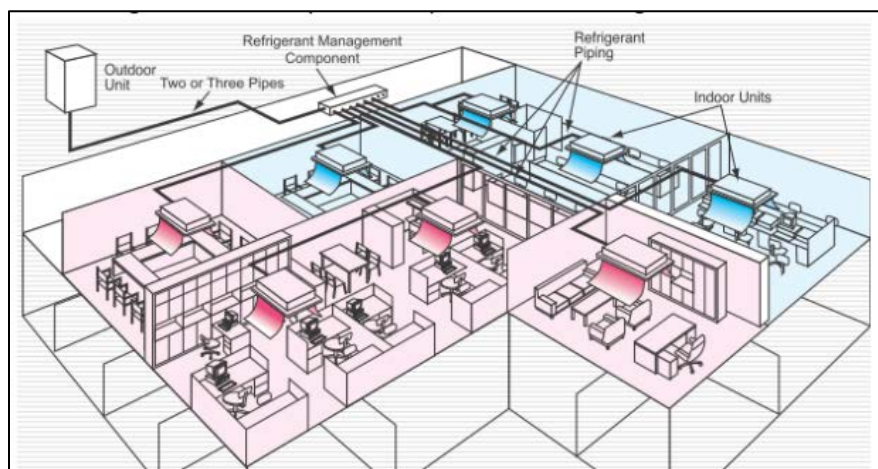 Refrigerant Management
Component
Refrigerant
Piping
Outdoor
Unit
Two or Three Pipes
Indoor Units